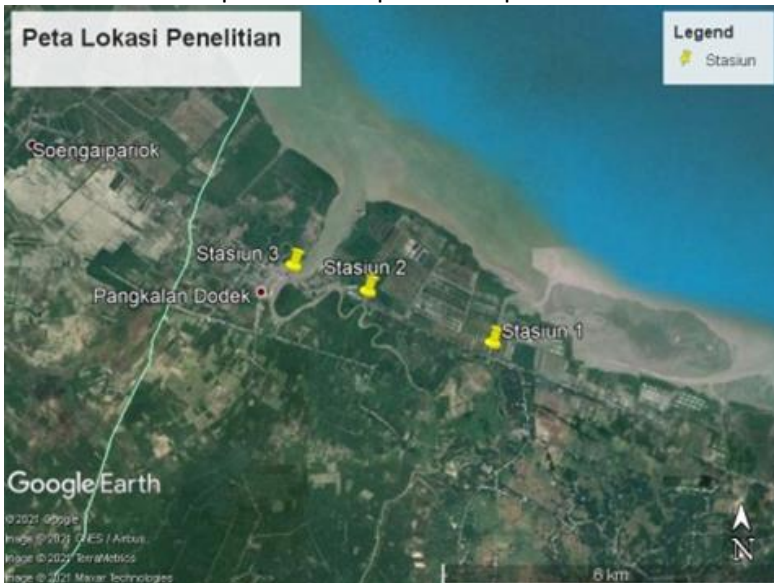 Peta Lokasi Penelitian
Legend
Stasiun
Soengaipariok
Stasiun 3
Stasiun 2
Pangkalan Dodek
Stasiun 1
Google Earth
© 2021 Google
Image © 2021 CNES / Airbus
Image © 2021 TerraMetrics
Image © 2021 Maxar Technologies
N
6 km